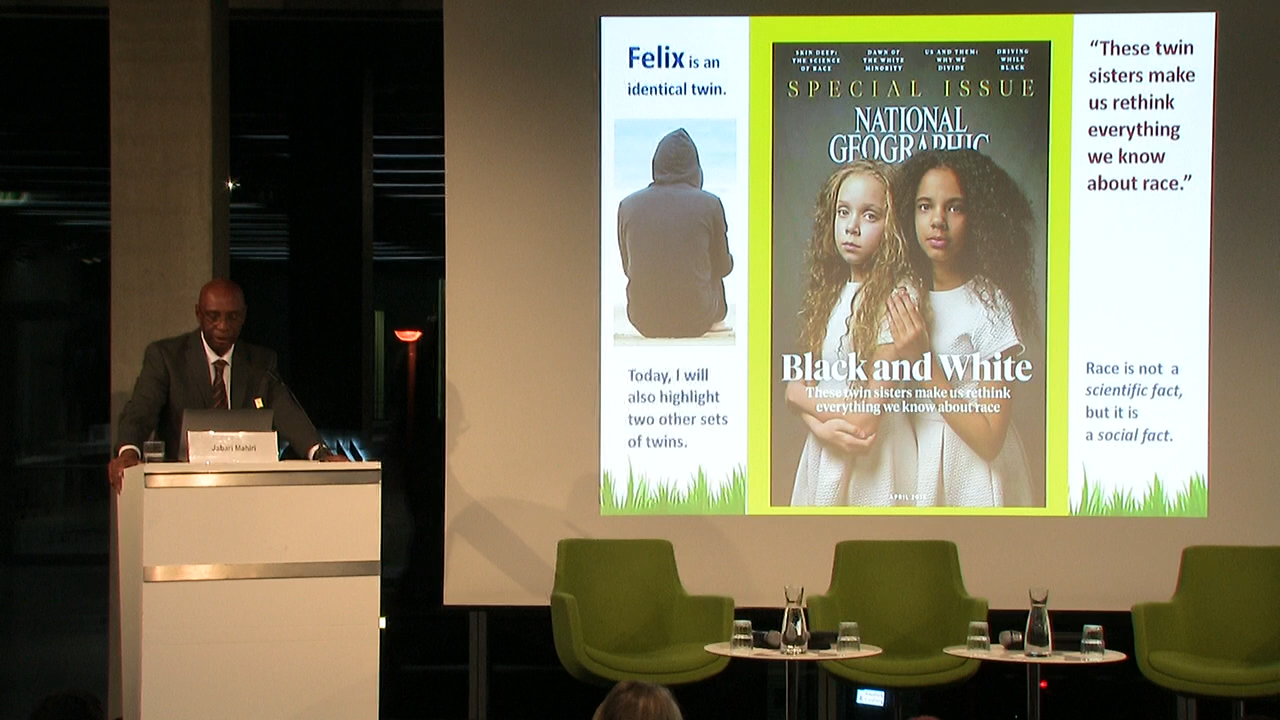 Felix is an
identical twin.
Today, I will
also highlight
two other sets
of twins.
SKIN DEEP:
THE SCIENCE
OF RACE
DAWN OF
THE WHITE
MINORITY
US AND THEM:
WHY WE
DIVIDE
DRIVING
WHILE
BLACK
SPECIAL ISSUE
NATIONAL
GEOGRAPHIC
Black and White
These twin sisters make us rethink
everything we know about race
“These twin
sisters make
us rethink
everything
we know
about race.”
Race is not a
scientific fact,
but it is
a social fact.
Jabari Mahiri